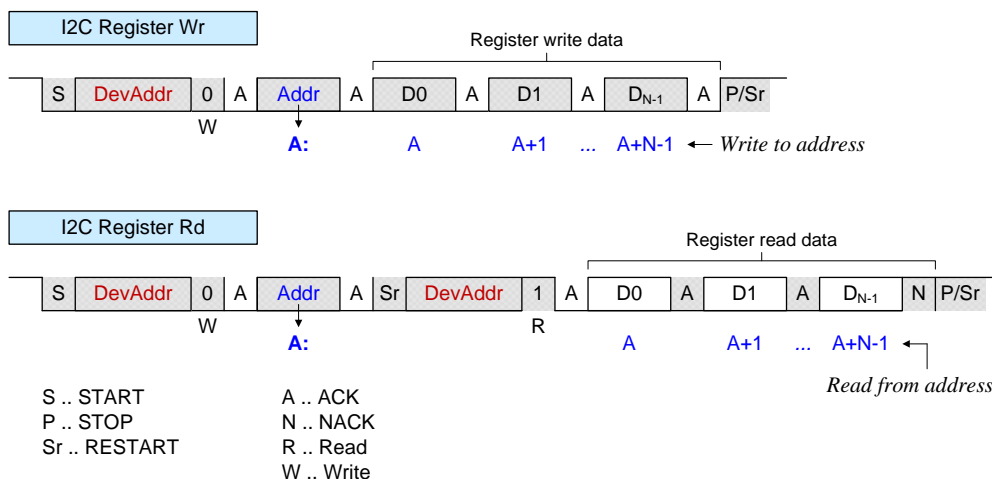 I2C Register Wr
Register write data
S DevAddr 0 A Addr A D0 A D1 A DN-1 A P/Sr
W
A: A A+1 ... A+N-1 Write to address
I2C Register Rd
Register read data
S DevAddr 0 A Addr A Sr DevAddr 1 A D0 A D1 A DN-1 N P/Sr
W R
A: A A+1 ... A+N-1
Read from address
S .. START A .. ACK
P .. STOP N .. NACK
Sr .. RESTART R .. Read
W .. Write